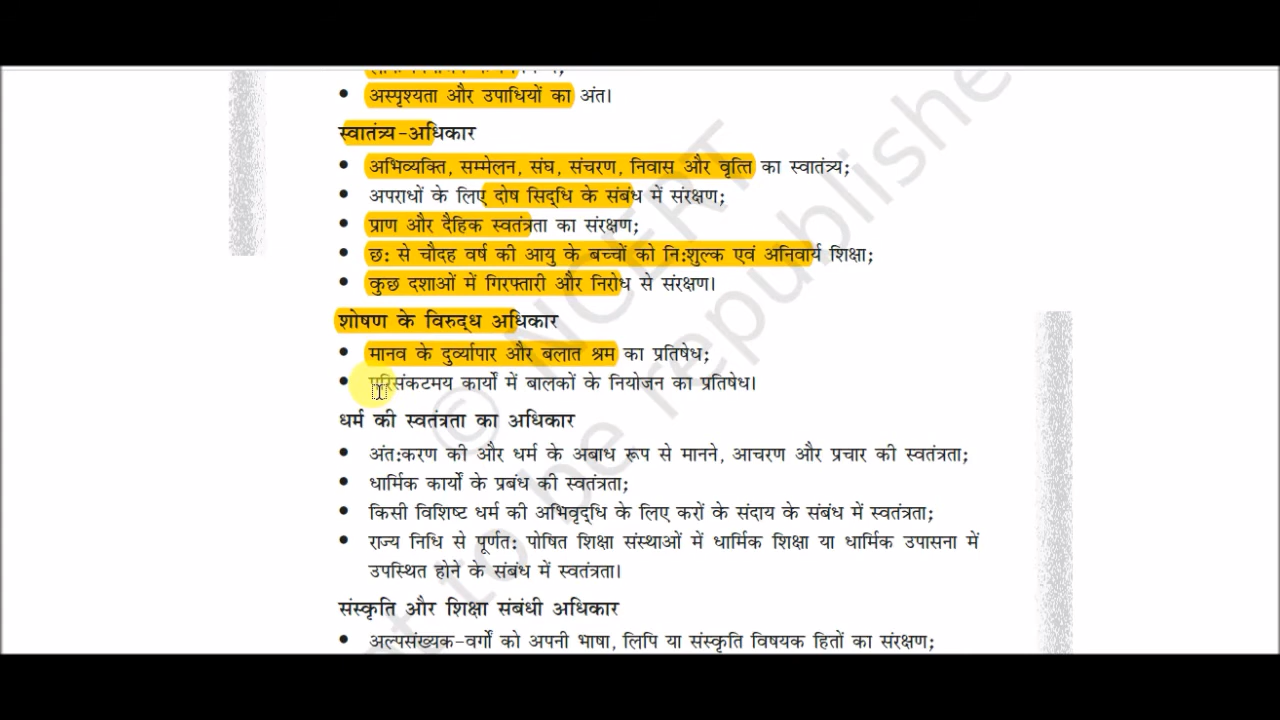 अस्पृश्यता और उपाधियों का अंत।
स्वातंत्र्य-अधिकार
• अभिव्यक्ति, सम्मेलन, संघ, संचरण, निवास और वृत्ति का स्वातंत्र्य;
• अपराधों के लिए दोष सिद्धि के संबंध में संरक्षण;
• प्राण और दैहिक स्वतंत्रता का संरक्षण;
• छ: से चौदह वर्ष की आयु के बच्चों को नि:शुल्क एवं अनिवार्य शिक्षा;
• कुछ दशाओं में गिरफ्तारी और निरोध से संरक्षण।
शोषण के विरुद्ध अधिकार
• मानव के दुर्व्यापार और बलात श्रम का प्रतिषेध;
• परिसंकटमय कार्यों में बालकों के नियोजन का प्रतिषेध।
धर्म की स्वतंत्रता का अधिकार
• अंत:करण की और धर्म के अबाध रूप से मानने, आचरण और प्रचार की स्वतंत्रता;
• धार्मिक कार्यों के प्रबंध की स्वतंत्रता;
• किसी विशिष्ट धर्म की अभिवृद्धि के लिए करों के संदाय के संबंध में स्वतंत्रता;
• राज्य निधि से पूर्णत: पोषित शिक्षा संस्थाओं में धार्मिक शिक्षा या धार्मिक उपासना में
उपस्थित होने के संबंध में स्वतंत्रता।
संस्कृति और शिक्षा संबंधी अधिकार
• अल्पसंख्यक-वर्गों को अपनी भाषा, लिपि या संस्कृति विषयक हितों का संरक्षण;
© NCERT
to be republishe